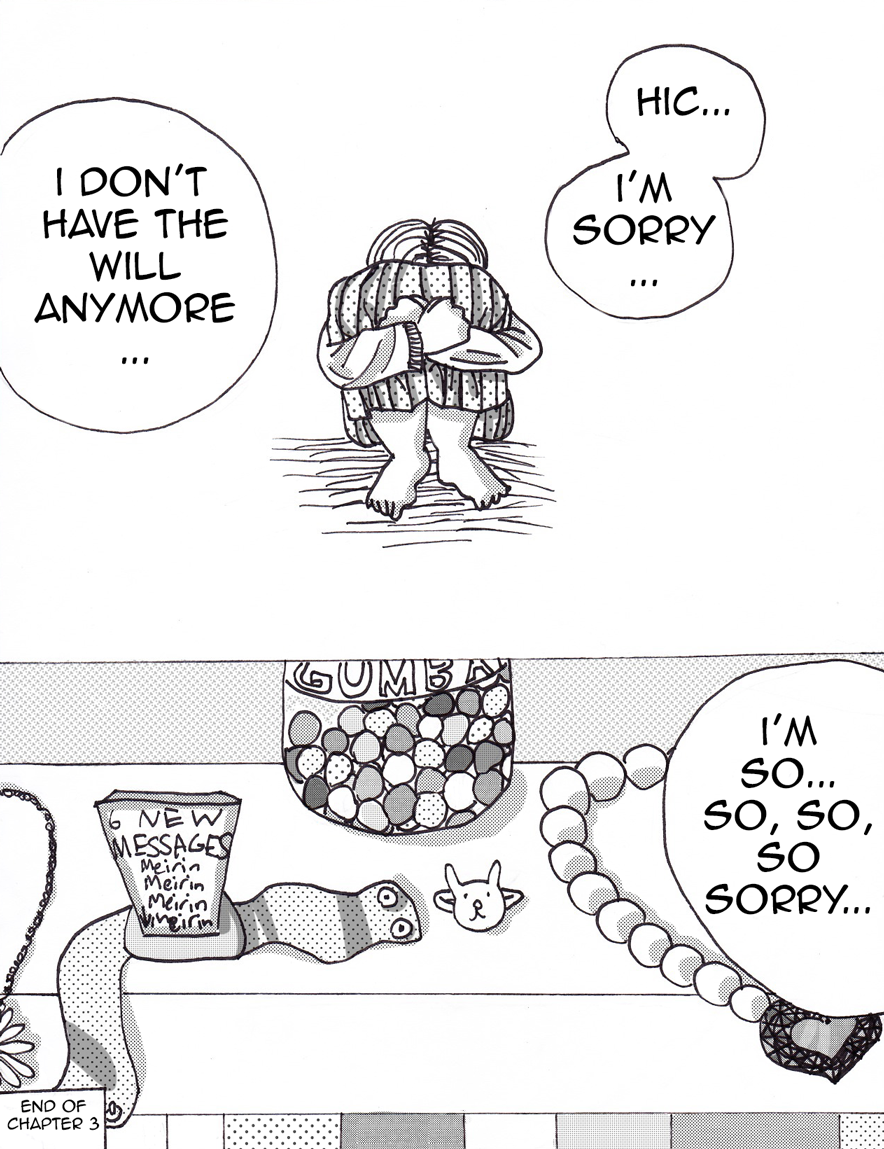 HIC...
I'M
SORRY
...
I DON'T
HAVE THE
WILL
ANYMORE
...
GUMBA
I'M
SO...
SO, SO,
SO
SORRY...
6 NEW
MESSAGES
Meirin
Meirin
Meirin
END OF
CHAPTER 3